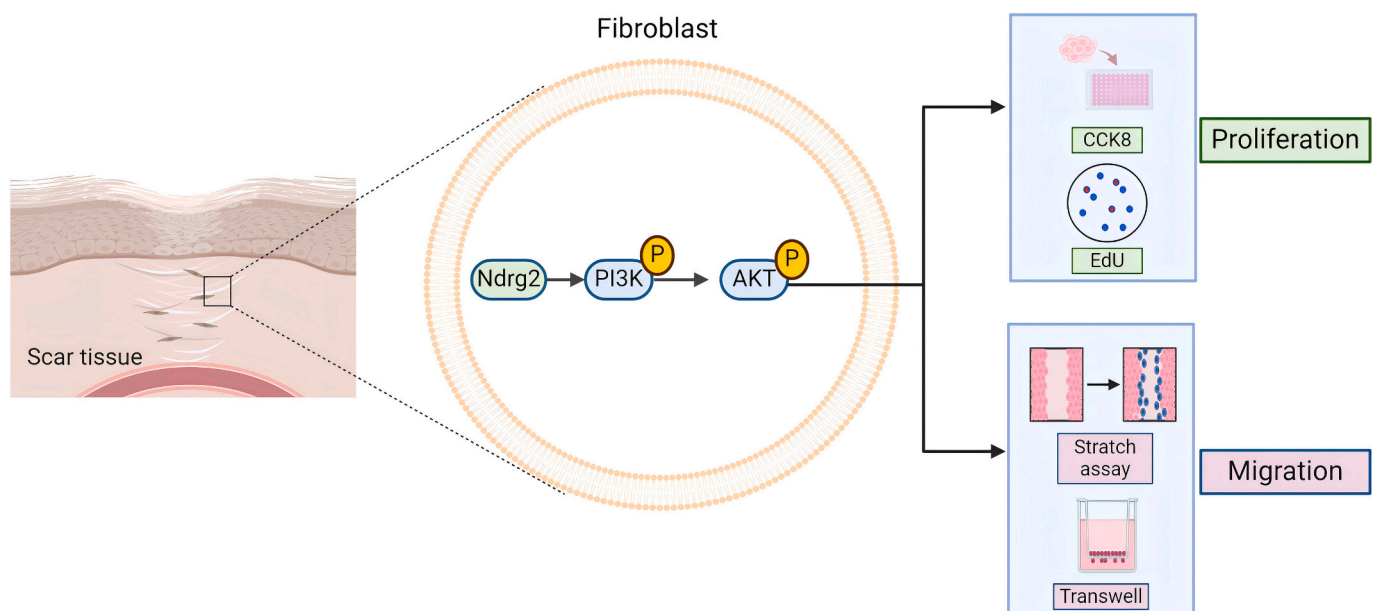 Fibroblast
Scar tissue
Ndrg2
PI3K
P
AKT
P
CCK8
EdU
Proliferation
Stratch
assay
Transwell
Migration